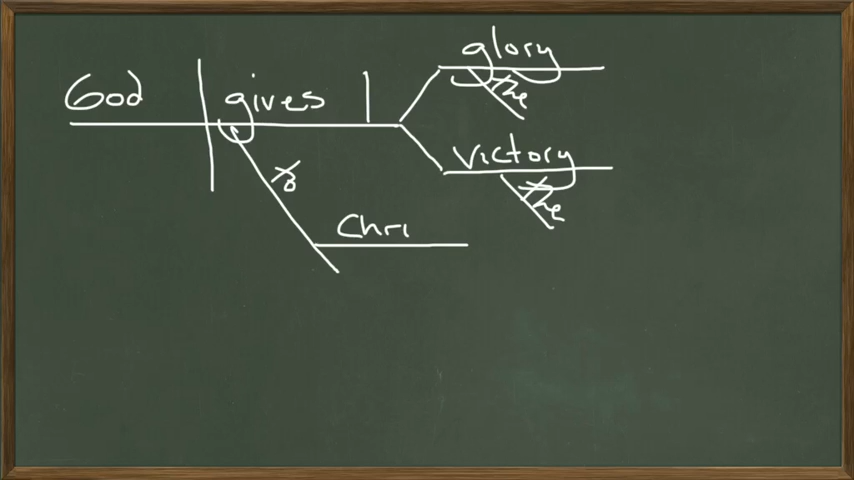 glory
God gives
the
victory
to
the
Chri